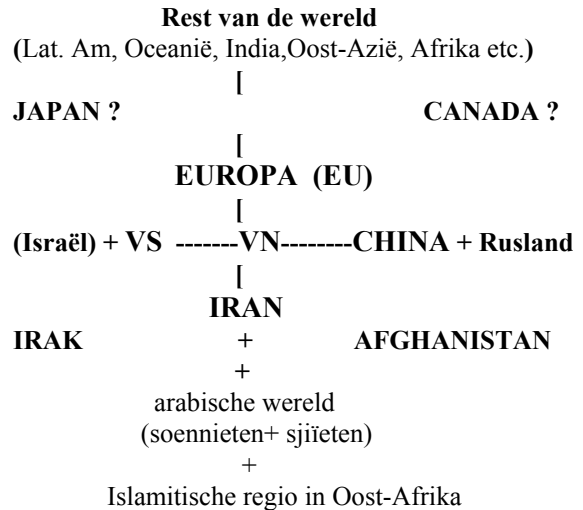 Rest van de wereld
(Lat. Am, Oceanië, India,Oost-Azië, Afrika etc.)
[
JAPAN ? CANADA ?
[
EUROPA (EU)
[
(Israël) + VS -------VN--------CHINA + Rusland
[
IRAN
IRAK + AFGHANISTAN
+
arabische wereld
(soennieten+ sjiïeten)
+
Islamitische regio in Oost-Afrika